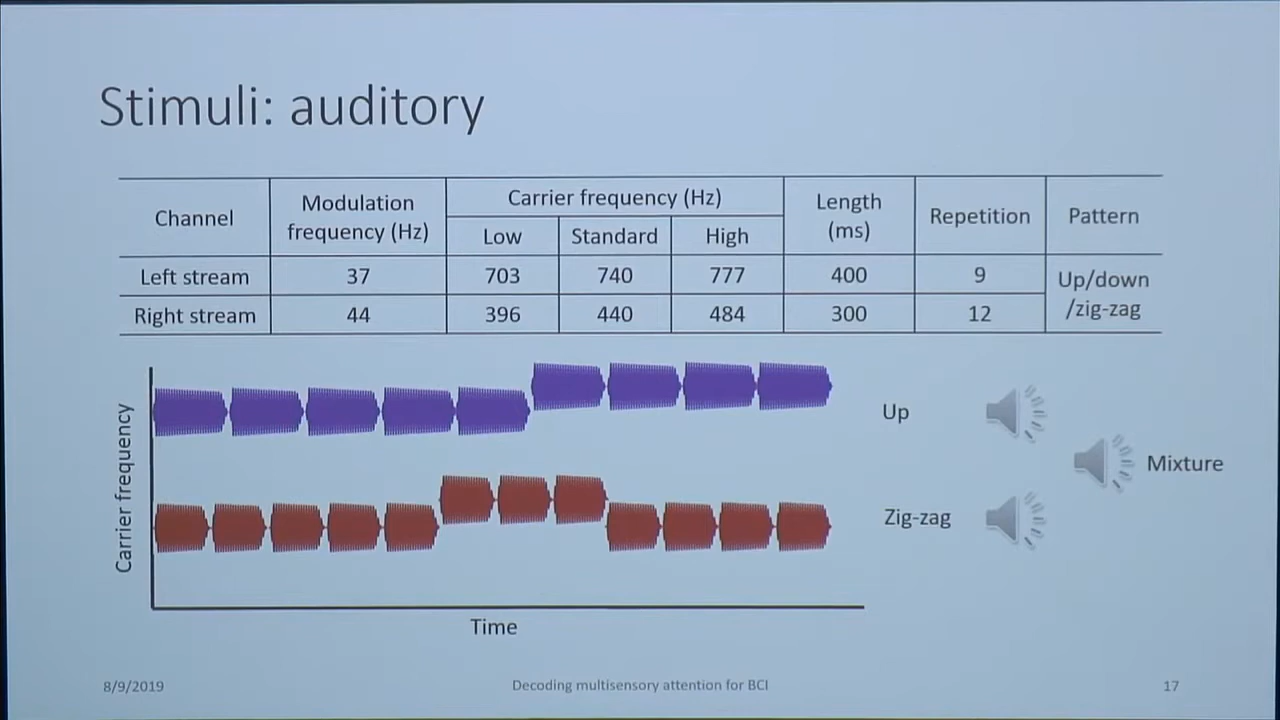 Stimuli: auditory
Channel
Modulation
frequency (Hz)
Carrier frequency (Hz)
Low
Standard
High
Length
(ms)
Repetition
Pattern
Left stream
37
703
740
777
400
9
Up/down
/zig-zag
Right stream
44
396
440
484
300
12
Carrier frequency
Up
Zig-zag
Mixture
Time
8/9/2019
Decoding multisensory attention for BCI
17